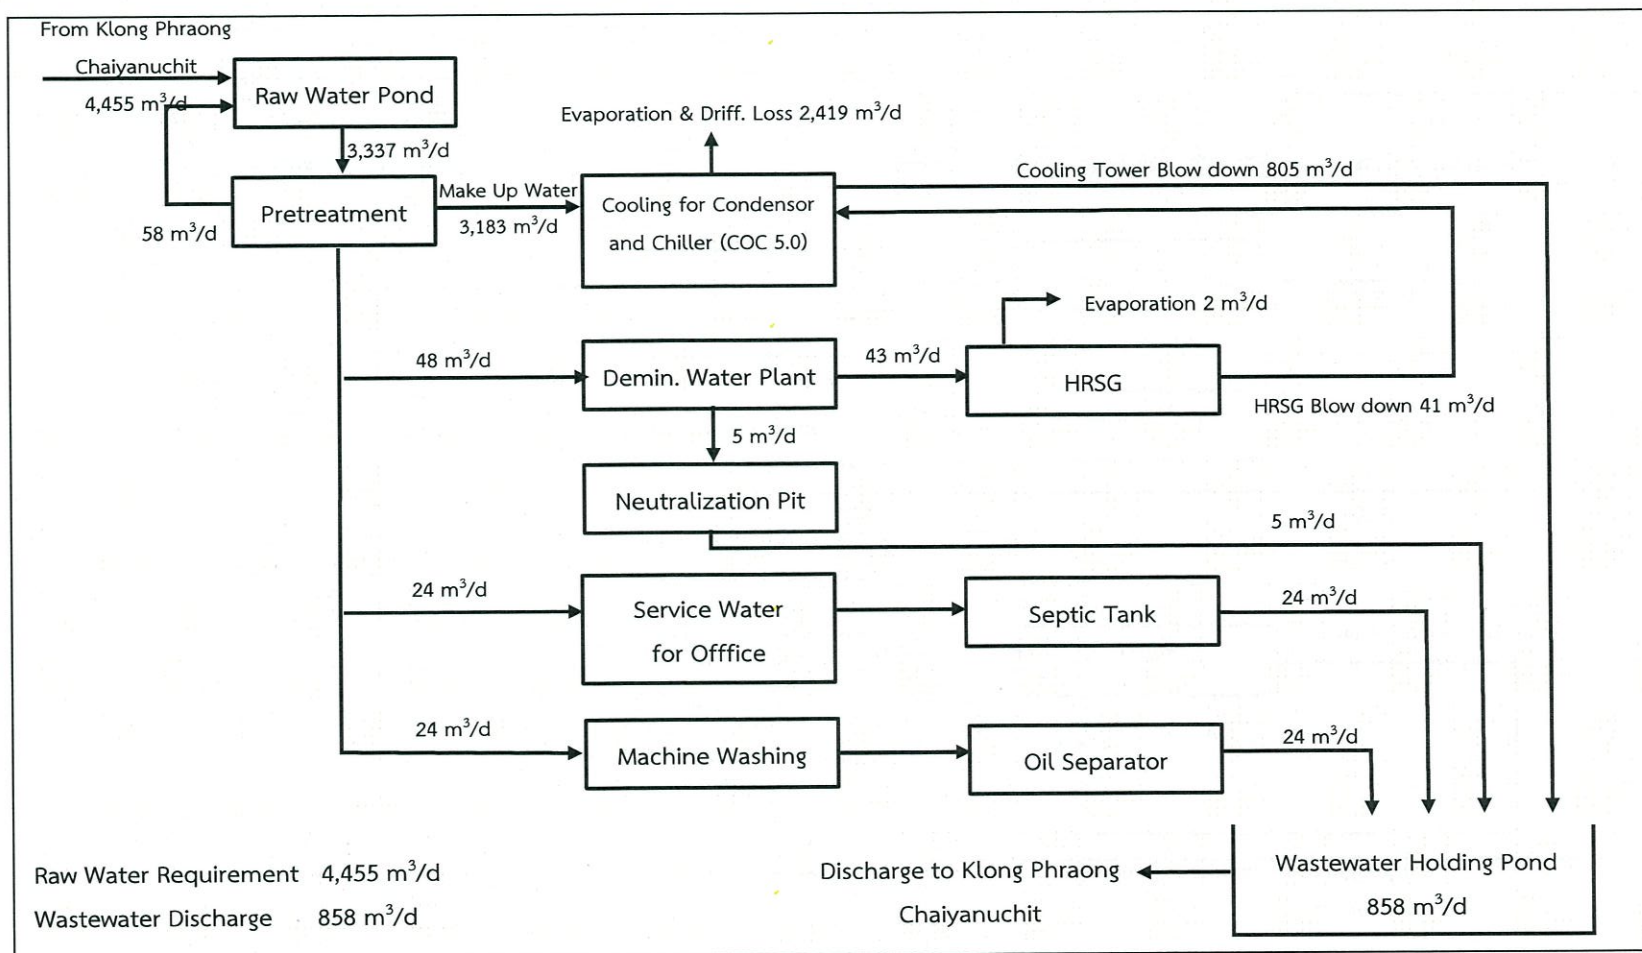 From Klong Phraong
Chaiyanuchit
4,455 m³/d
Raw Water Pond
3,337 m³/d
Evaporation & Driff. Loss 2,419 m³/d
Pretreatment
58 m³/d
Make Up Water
3,183 m³/d
Cooling for Condensor
and Chiller (COC 5.0)
Cooling Tower Blow down 805 m³/d
Evaporation 2 m³/d
48 m³/d
Demin. Water Plant
43 m³/d
HRSG
HRSG Blow down 41 m³/d
5 m³/d
Neutralization Pit
5 m³/d
24 m³/d
Service Water
for Offfice
Septic Tank
24 m³/d
24 m³/d
Machine Washing
Oil Separator
24 m³/d
Raw Water Requirement 4,455 m³/d
Wastewater Discharge 858 m³/d
Discharge to Klong Phraong
Chaiyanuchit
Wastewater Holding Pond
858 m³/d